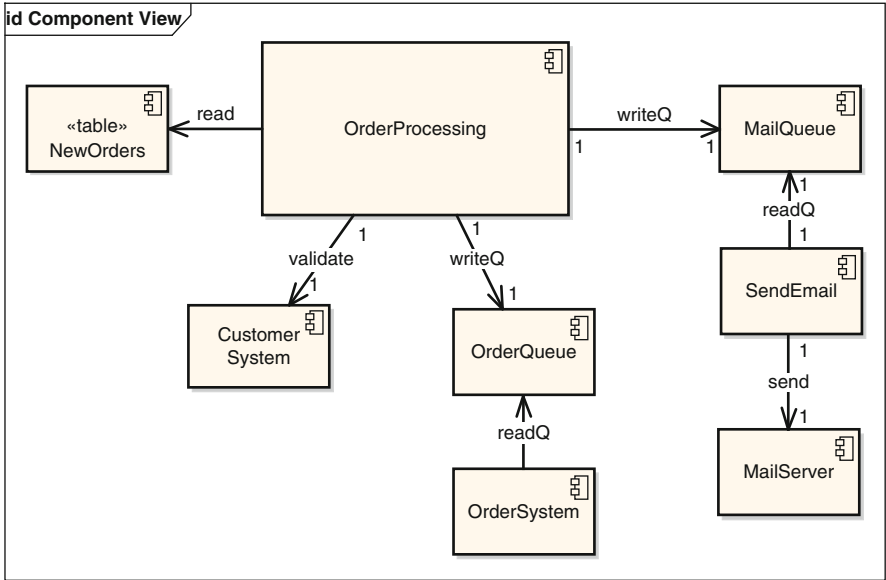 id Component View
«table»
NewOrders
read
OrderProcessing
writeQ
1
1
MailQueue
1
readQ
1
SendEmail
1
send
1
MailServer
1
validate
1
Customer
System
1
writeQ
1
OrderQueue
readQ
OrderSystem